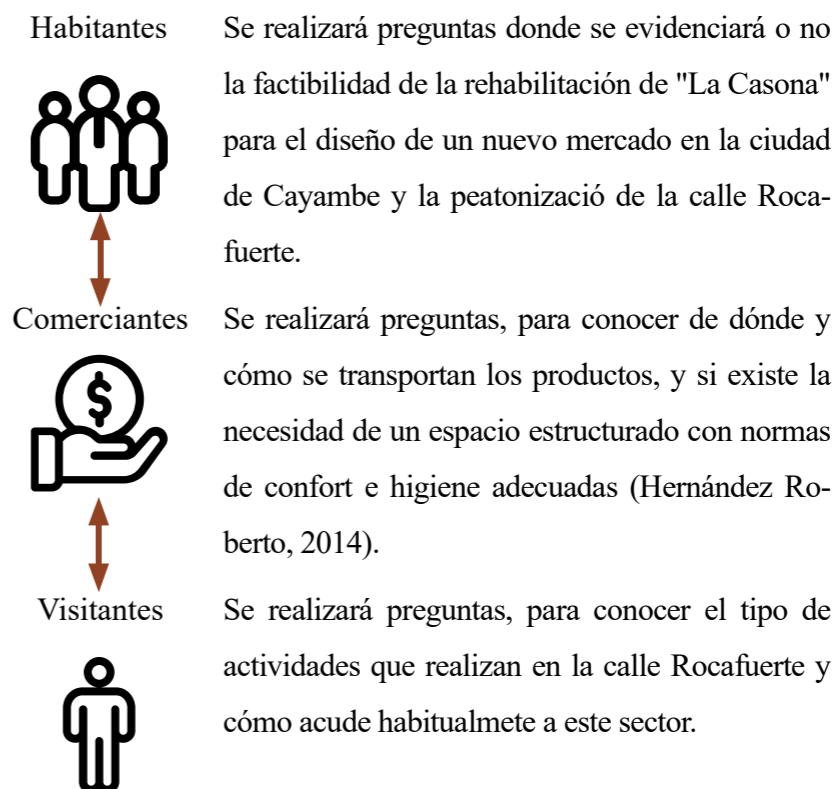 Habitantes
Se realizará preguntas donde se evidenciará o no
la factibilidad de la rehabilitación de "La Casona"
para el diseño de un nuevo mercado en la ciudad
de Cayambe y la peatonizació de la calle Roca-
fuerte.
Comerciantes
Se realizará preguntas, para conocer de dónde y
cómo se transportan los productos, y si existe la
necesidad de un espacio estructurado con normas
de confort e higiene adecuadas (Hernández Ro-
berto, 2014).
$
Visitantes
Se realizará preguntas, para conocer el tipo de
actividades que realizan en la calle Rocafuerte y
cómo acude habitualmete a este sector.